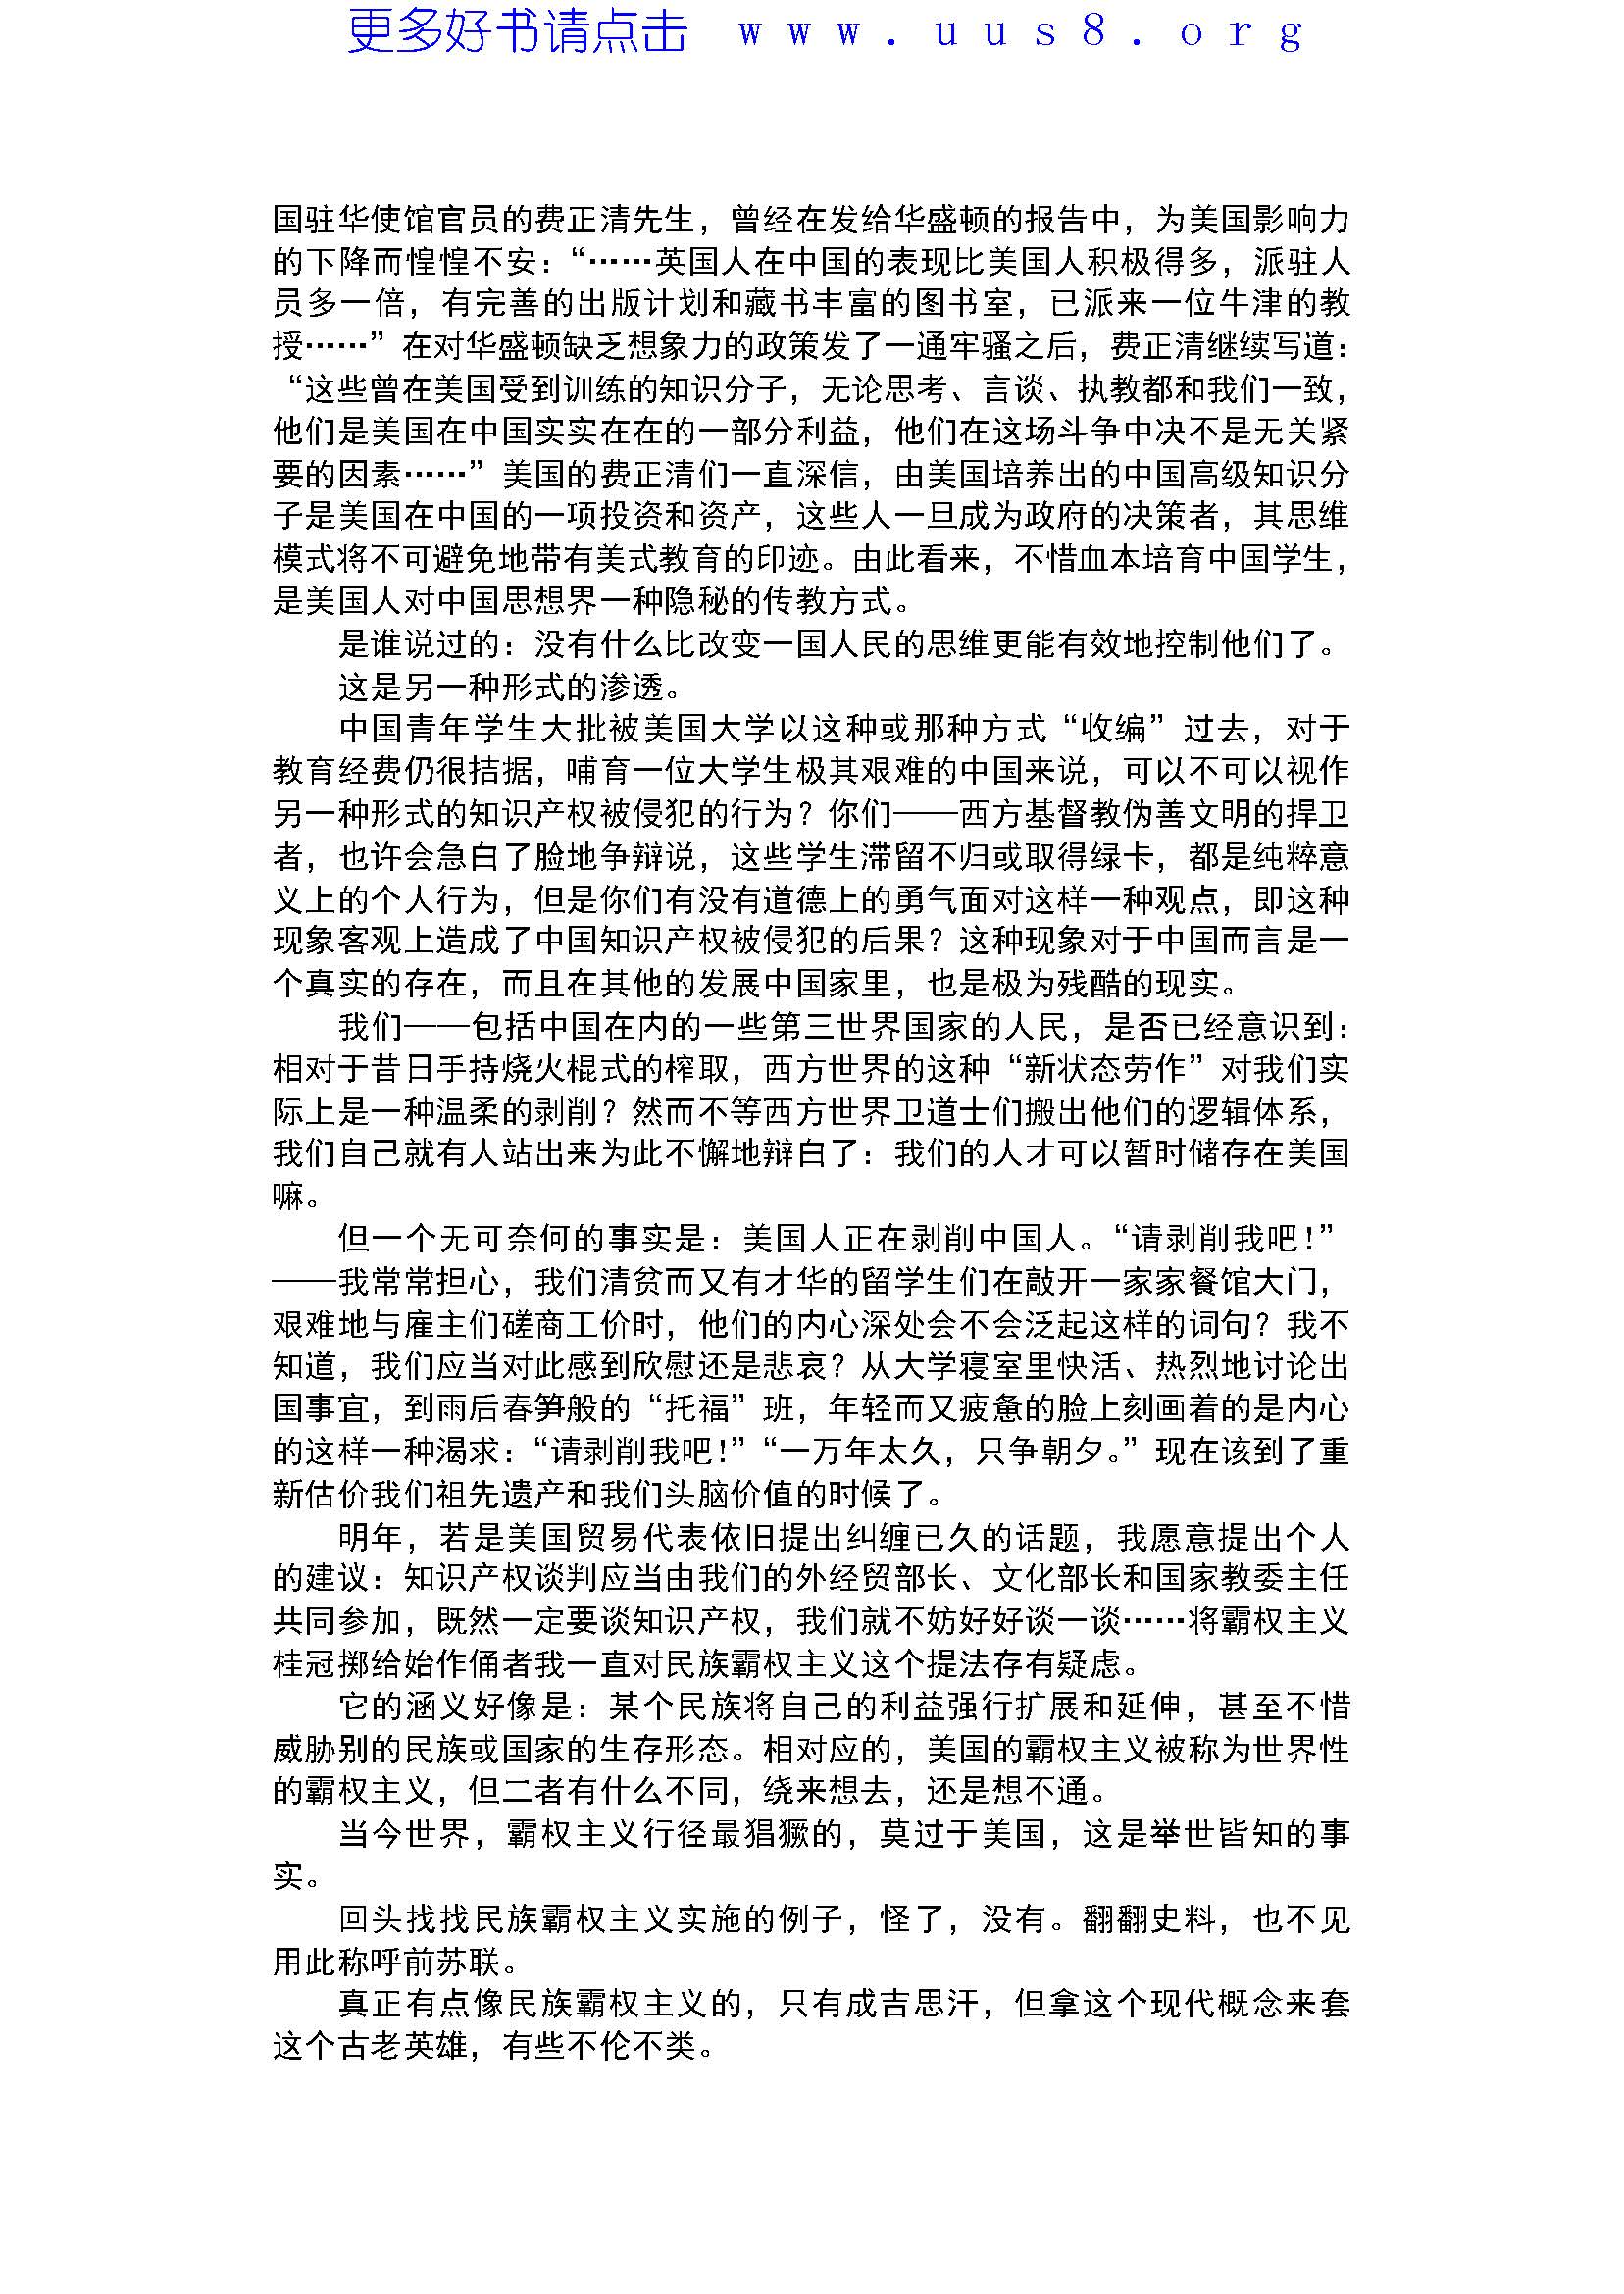 更多好书请点击 www.uus8.org
国驻华使馆官员的费正清先生，曾经在发给华盛顿的报告中，为美国影响力
的下降而惶惶不安：“……英国人在中国的表现比美国人积极得多，派驻人
员多一倍，有完善的出版计划和藏书丰富的图书室，已派来一位牛津的教
授……”在对华盛顿缺乏想象力的政策发了一通牢骚之后，费正清继续写道：
“这些曾在美国受到训练的知识分子，无论思考、言谈、执教都和我们一致，
他们是美国在中国实实在在的一部分利益，他们在这场斗争中决不是无关紧
要的因素……”美国的费正清们一直深信，由美国培养出的中国高级知识分
子是美国在中国的一项投资和资产，这些人一旦成为政府的决策者，其思维
模式将不可避免地带有美式教育的印迹。由此看来，不惜血本培育中国学生，
是美国人对中国思想界一种隐秘的传教方式。
是谁说过的：没有什么比改变一国人民的思维更能有效地控制他们了。
这是另一种形式的渗透。
中国青年学生大批被美国大学以这种或那种方式“收编”过去，对于
教育经费仍很拮据，哺育一位大学生极其艰难的中国来说，可以不可以视作
另一种形式的知识产权被侵犯的行为？你们——西方基督教伪善文明的捍卫
者，也许会急白了脸地争辩说，这些学生滞留不归或取得绿卡，都是纯粹意
义上的个人行为，但是你们有没有道德上的勇气面对这样一种观点，即这种
现象客观上造成了中国知识产权被侵犯的后果？这种现象对于中国而言是一
个真实的存在，而且在其他的发展中国家里，也是极为残酷的现实。
我们——包括中国在内的一些第三世界国家的人民，是否已经意识到：
相对于昔日手持烧火棍式的榨取，西方世界的这种“新状态劳作”对我们实
际上是一种温柔的剥削？然而不等西方世界卫道士们搬出他们的逻辑体系，
我们自己就有人站出来为此不懈地辩白了：我们的人才可以暂时储存在美国
嘛。
但一个无可奈何的事实是：美国人正在剥削中国人。“请剥削我吧！”
——我常常担心，我们清贫而又有才华的留学生们在敲开一家家餐馆大门，
艰难地与雇主们磋商工价时，他们的内心深处会不会泛起这样的词句？我不
知道，我们应当对此感到欣慰还是悲哀？从大学寝室里快活、热烈地讨论出
国事宜，到雨后春笋般的“托福”班，年轻而又疲惫的脸上刻画着的是内心
的这样一种渴求：“请剥削我吧！”“一万年太久，只争朝夕。”现在该到了重
新估价我们祖先遗产和我们头脑价值的时候了。
明年，若是美国贸易代表依旧提出纠缠已久的话题，我愿意提出个人
的建议：知识产权谈判应当由我们的外经贸部长、文化部长和国家教委主任
共同参加，既然一定要谈知识产权，我们就不妨好好谈一谈……将霸权主义
桂冠掷给始作俑者我一直对民族霸权主义这个提法存有疑虑。
它的涵义好像是：某个民族将自己的利益强行扩展和延伸，甚至不惜
威胁别的民族或国家的生存形态。相对应的，美国的霸权主义被称为世界性
的霸权主义，但二者有什么不同，绕来想去，还是想不通。
当今世界，霸权主义行径最猖獗的，莫过于美国，这是举世皆知的事
实。
回头找找民族霸权主义实施的例子，怪了，没有。翻翻史料，也不见
用此称呼前苏联。
真正有点像民族霸权主义的，只有成吉思汗，但拿这个现代概念来套
这个古老英雄，有些不伦不类。